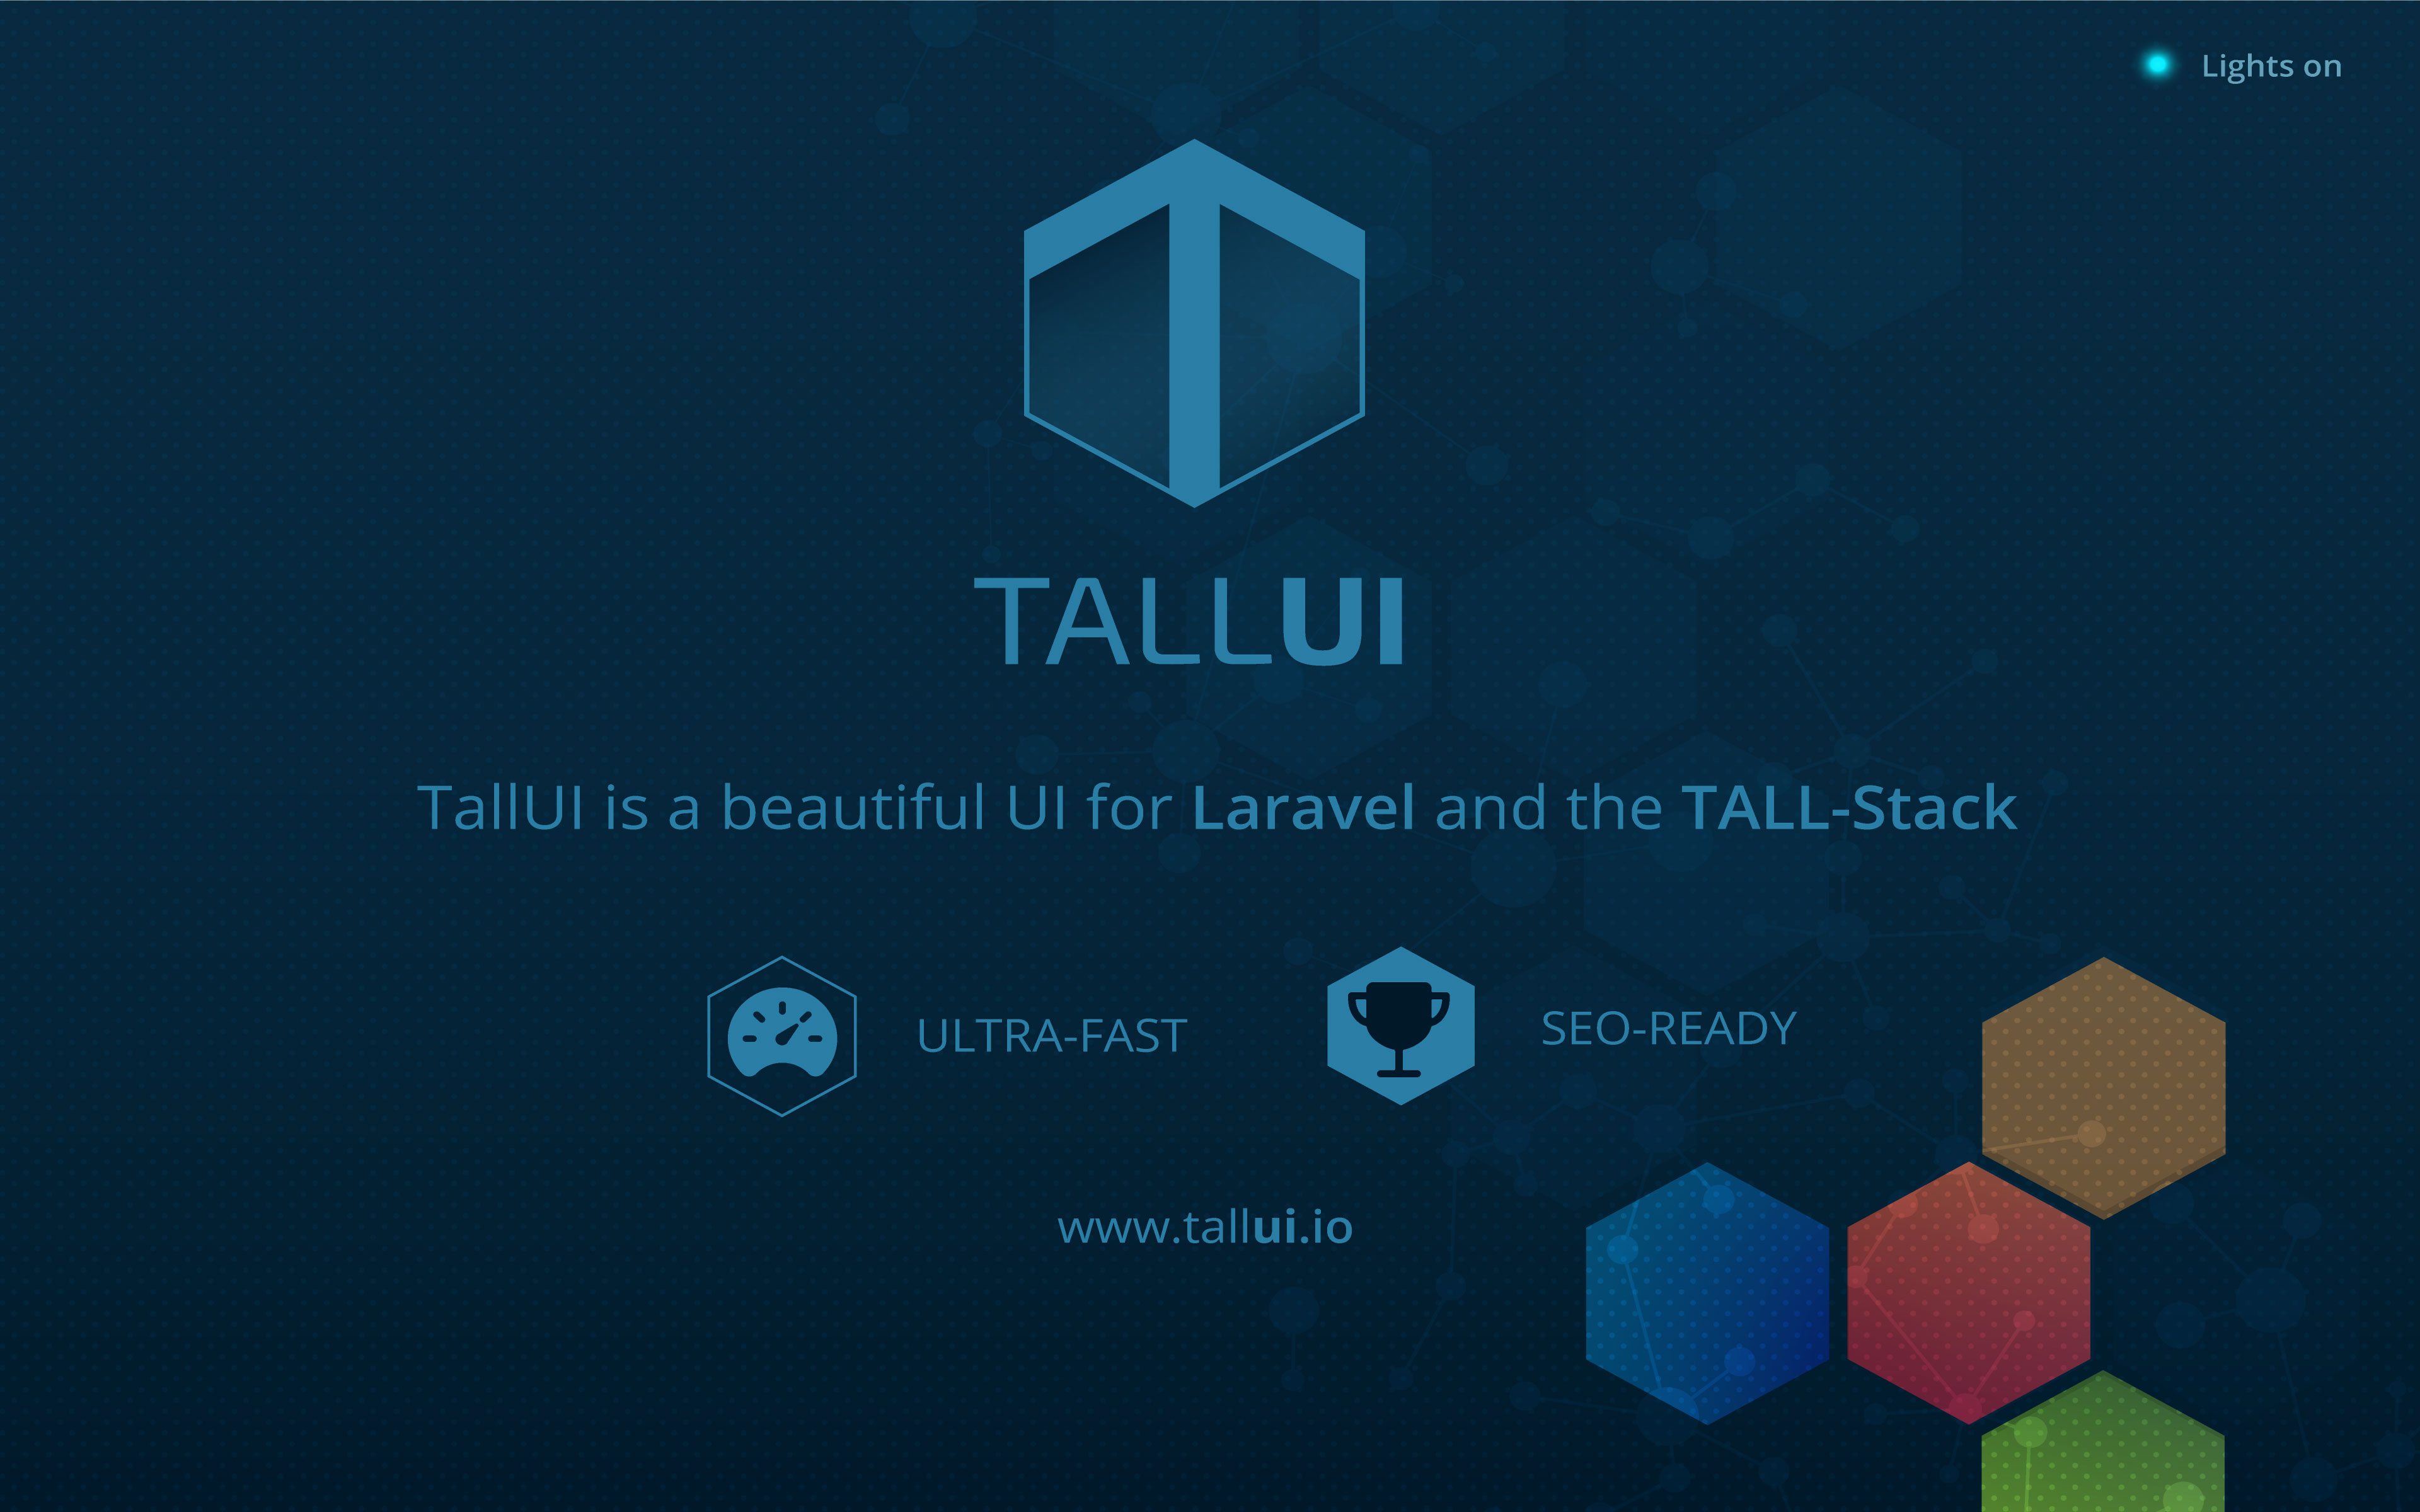 Lights on
TALLUI
TallUI is a beautiful UI for Laravel and the TALL-Stack
ULTRA-FAST
SEO-READY
www.tallui.io